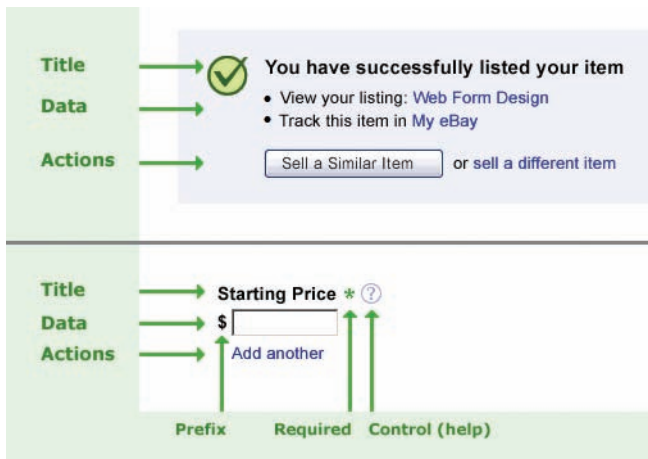 Title
You have successfully listed your item
Data
• View your listing: Web Form Design
• Track this item in My eBay
Actions
Sell a Similar Item or sell a different item
Title
Starting Price * ?
Data
$
Actions
Add another
Prefix Required Control (help)